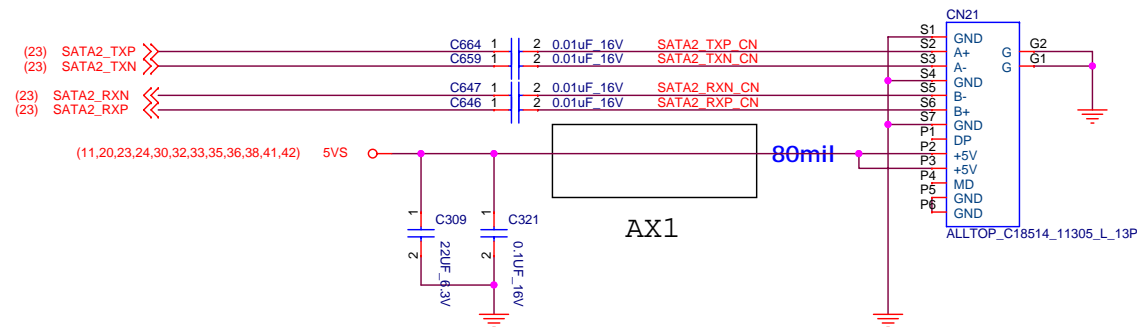 CN21
(23) SATA2_TXP C664 1 2 0.01uF_16V SATA2_TXP_CN S1 GND
(23) SATA2_TXN C659 1 2 0.01uF_16V SATA2_TXN_CN S2 A+ G G2
S3 A- G G1
S4 GND
(23) SATA2_RXN C647 1 2 0.01uF_16V SATA2_RXN_CN S5 B-
(23) SATA2_RXP C646 1 2 0.01uF_16V SATA2_RXP_CN S6 B+
S7 GND
P1 DP
(11,20,23,24,30,32,33,35,36,38,41,42) 5VS 80mil P2 +5V
P3 +5V
P4 MD
P5 GND
P6 GND
ALLTOP_C18514_11305_L_13P
AX1
1 C309 2 22UF_6.3V
1 C321 2 0.1UF_16V